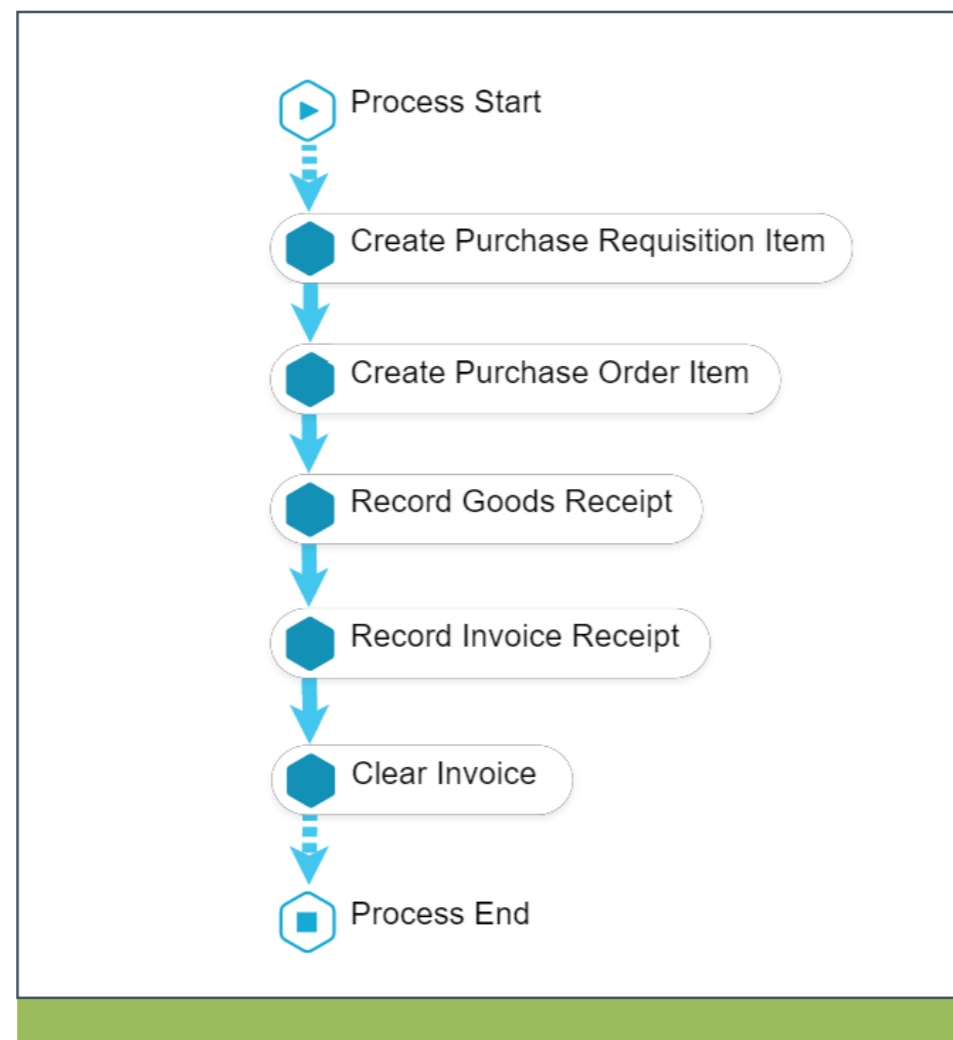 Process Start
Create Purchase Requisition Item
Create Purchase Order Item
Record Goods Receipt
Record Invoice Receipt
Clear Invoice
Process End